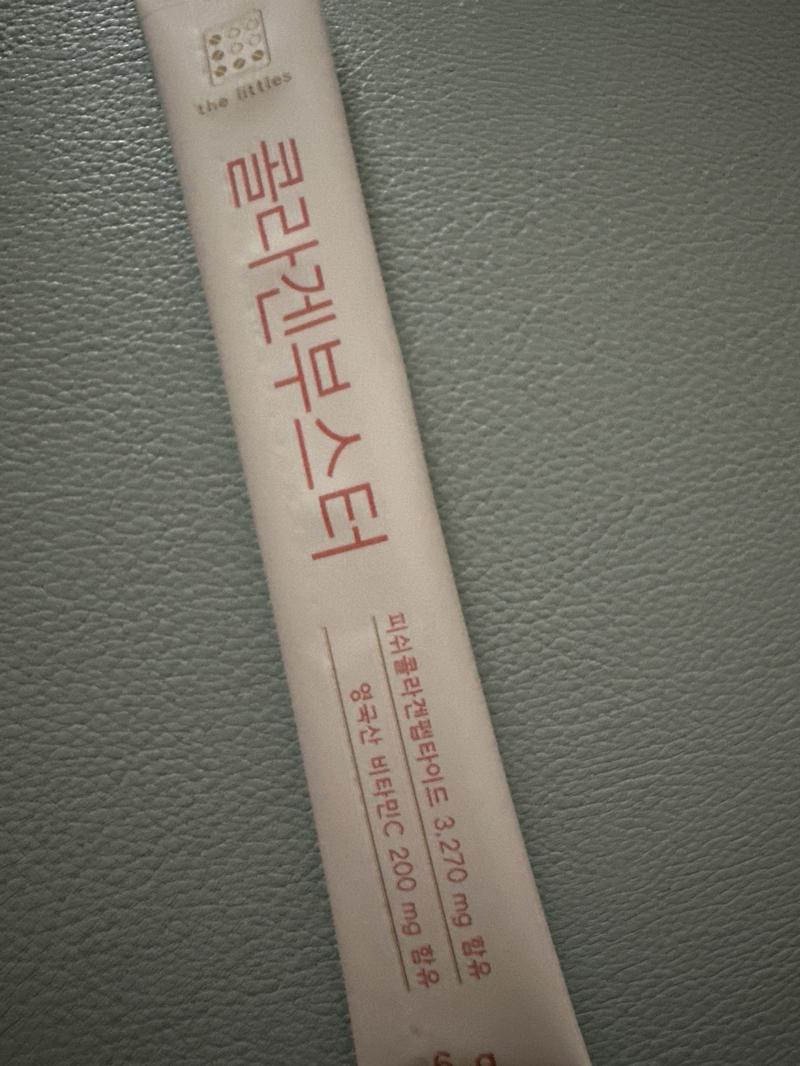 the litties
콜라겐부스터
피쉬콜라겐펩타이드 3,270 mg 함유
영국산 비타민C 200 mg 함유